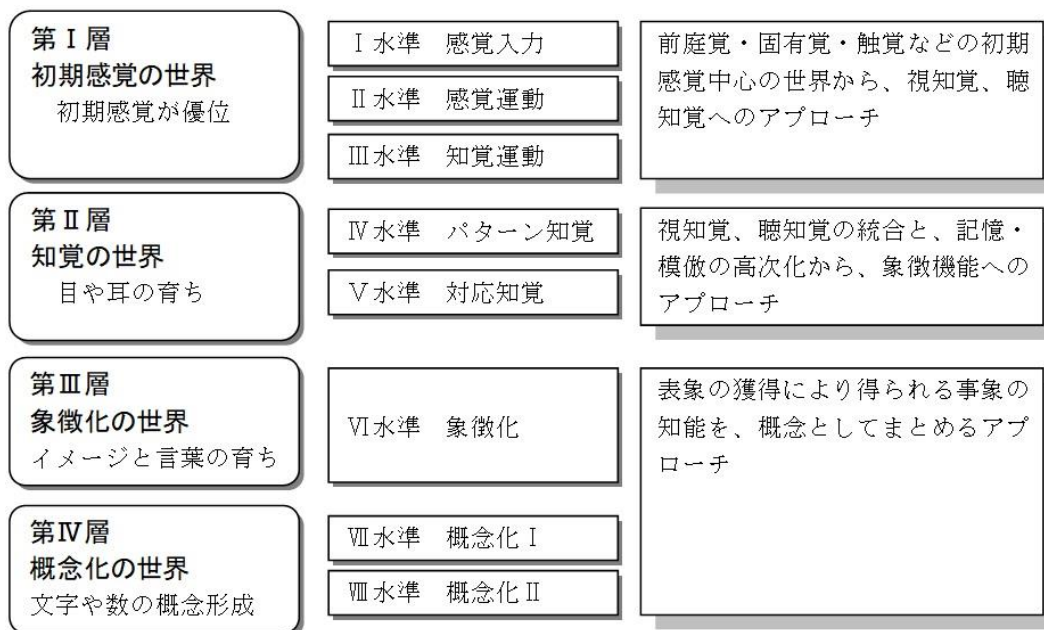 第Ⅰ層
初期感覚の世界
初期感覚が優位
Ⅰ水準 感覚入力
Ⅱ水準 感覚運動
Ⅲ水準 知覚運動
前庭覚・固有覚・触覚などの初期
感覚中心の世界から、視知覚、聴
知覚へのアプローチ
第Ⅱ層
知覚の世界
目や耳の育ち
Ⅳ水準 パターン知覚
Ⅴ水準 対応知覚
視知覚、聴知覚の統合と、記憶・
模倣の高次化から、象徴機能への
アプローチ
第Ⅲ層
象徴化の世界
イメージと言葉の育ち
Ⅵ水準 象徴化
表象の獲得により得られる事象の
知能を、概念としてまとめるアプ
ローチ
第Ⅳ層
概念化の世界
文字や数の概念形成
Ⅶ水準 概念化Ⅰ
Ⅷ水準 概念化Ⅱ